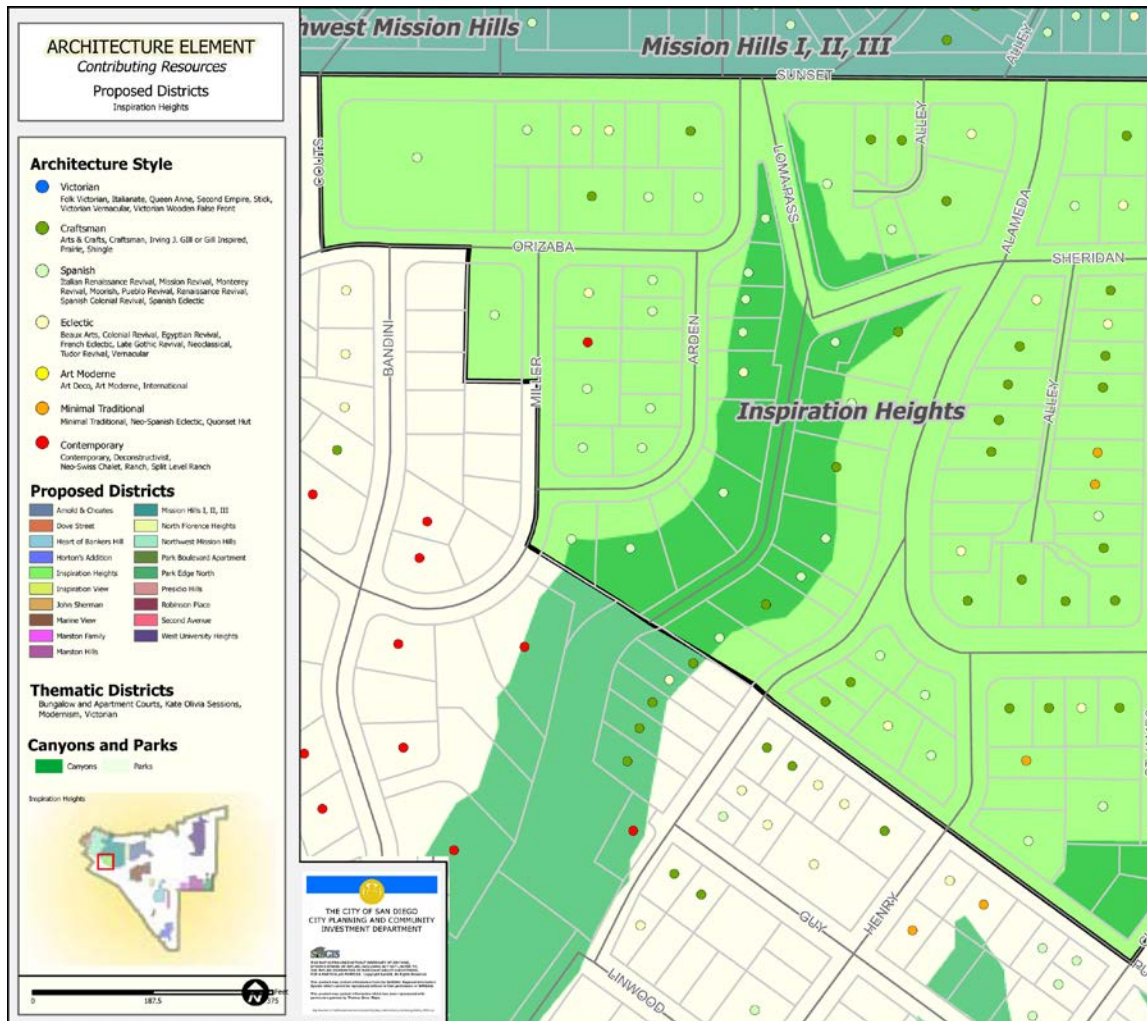 ARCHITECTURE ELEMENT
Contributing Resources
Proposed Districts
Inspiration Heights
Architecture Style
Victorian
Folk Victorian, Italianate, Queen Anne, Second Empire, Stick,
Victorian Vernacular, Victorian Wooden False Front
Craftsman
Arts & Crafts, Craftsman, Irving J. Gill or Gill Inspired,
Prairie, Shingle
Spanish
Italian Renaissance Revival, Mission Revival, Monterey
Revival, Moorish, Pueblo Revival, Renaissance Revival,
Spanish Colonial Revival, Spanish Eclectic
Eclectic
Beaux Arts, Colonial Revival, Egyptian Revival,
French Eclectic, Late Gothic Revival, Neoclassical,
Tudor Revival, Vernacular
Art Moderne
Art Deco, Art Moderne, International
Minimal Traditional
Minimal Traditional, Neo-Spanish Eclectic, Quonset Hut
Contemporary
Contemporary, Deconstructivist,
Neo-Swiss Chalet, Ranch, Split Level Ranch
Proposed Districts
Arnold & Choates
Dove Street
Heart of Bankers Hill
Horton's Addition
Inspiration Heights
Inspiration View
John Sherman
Marine View
Marston Family
Marston Hills
Mission Hills I, II, III
North Florence Heights
Northwest Mission Hills
Park Boulevard Apartment
Park Edge North
Presidio Hills
Robinson Place
Second Avenue
West University Heights
Thematic Districts
Bungalow and Apartment Courts, Kate Olivia Sessions,
Modernism, Victorian
Canyons and Parks
Canyons
Parks
Inspiration Heights
0 187.5 375
Feet
N
hwest Mission Hills
Mission Hills I, II, III
ALLEY
SUNSET
COUTS
LOMA PASS
ALLEY
ALAMEDA
ORIZABA
SHERIDAN
BANDINI
MILLER
ARDEN
ALLEY
Inspiration Heights
GUY
HENRY
LINWOOD
THE CITY OF SAN DIEGO
CITY PLANNING AND COMMUNITY
INVESTMENT DEPARTMENT